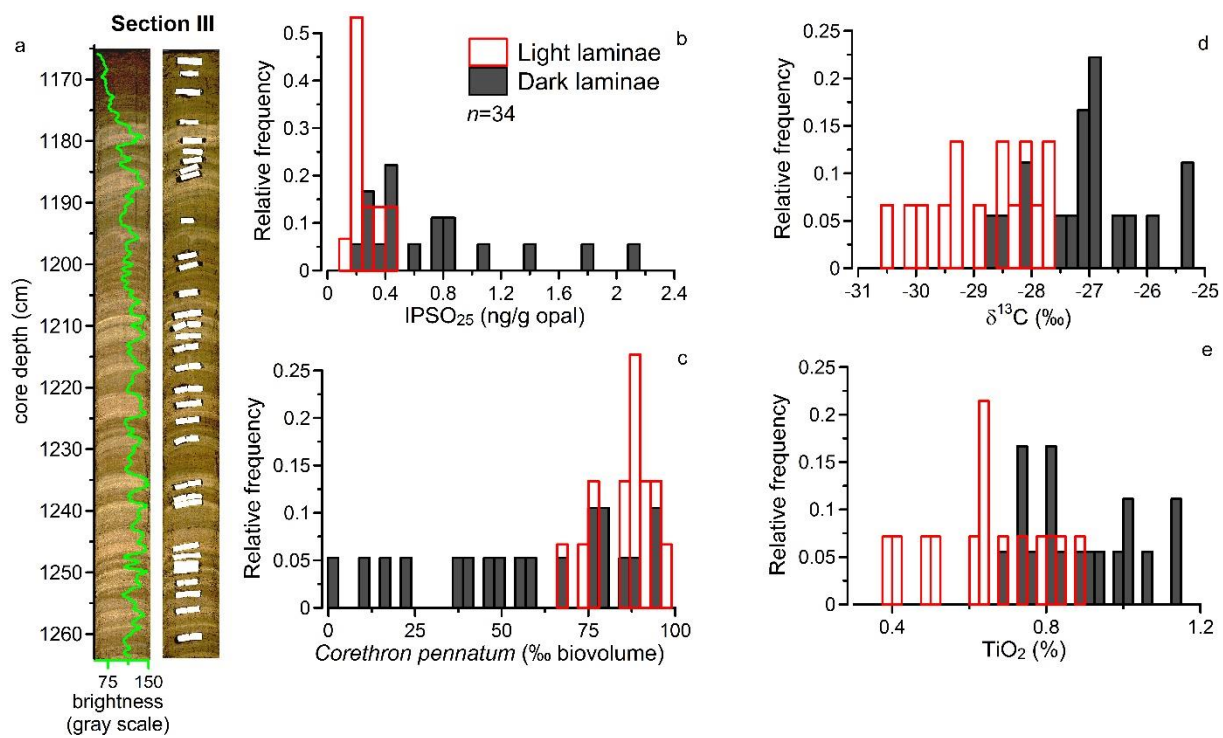 Section III
a
core depth (cm)
1170
1180
1190
1200
1210
1220
1230
1240
1250
1260
75 150
brightness
(gray scale)
b
Relative frequency
0.5
0.4
0.3
0.2
0.1
0
Light laminae
Dark laminae
n=34
0 0.4 0.8 1.2 1.6 2 2.4
IPSO₂₅ (ng/g opal)
c
Relative frequency
0.25
0.2
0.15
0.1
0.05
0
0 25 50 75 100
Corethron pennatum (‰ biovolume)
d
Relative frequency
0.25
0.2
0.15
0.1
0.05
0
-31 -30 -29 -28 -27 -26 -25
δ¹³C (‰)
e
Relative frequency
0.25
0.2
0.15
0.1
0.05
0
0.4 0.8 1.2
TiO₂ (%)